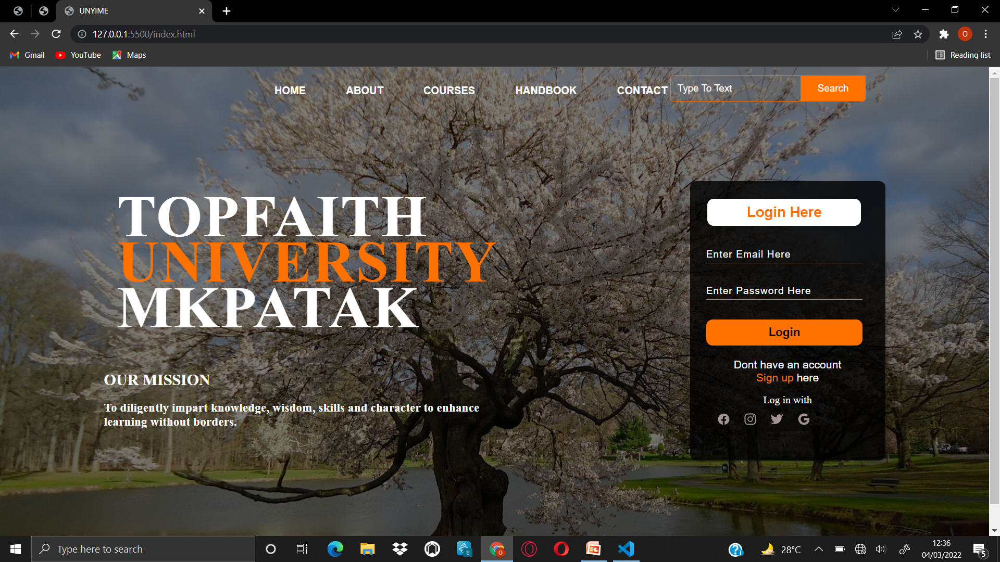 UNYIME
127.0.0.1:5500/index.html
O
Gmail YouTube Maps
Reading list
HOME ABOUT COURSES HANDBOOK CONTACT Type To Text Search
TOPFAITH
UNIVERSITY
MKPATAK
OUR MISSION
To diligently impart knowledge, wisdom, skills and character to enhance
learning without borders.
Login Here
Enter Email Here
Enter Password Here
Login
Dont have an account
Sign up here
Log in with
Type here to search
E
O
28°C
12:36
04/03/2022
5